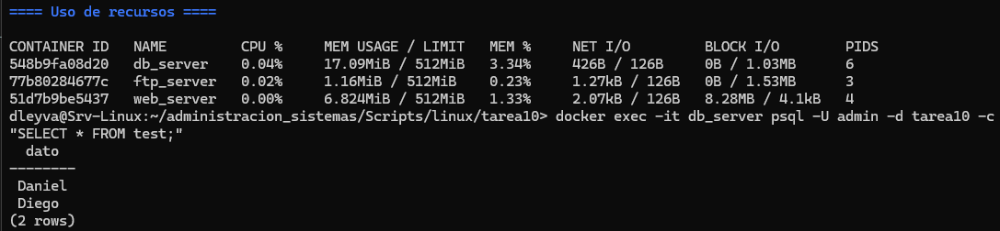 ==== Uso de recursos ====
CONTAINER ID   NAME         CPU %     MEM USAGE / LIMIT   MEM %     NET I/O         BLOCK I/O         PIDS
548b9fa08d20   db_server    0.04%     17.09MiB / 512MiB   3.34%     426B / 126B     0B / 1.03MB       6
77b80284677c   ftp_server   0.02%     1.16MiB / 512MiB    0.23%     1.27kB / 126B   0B / 1.53MB       3
51d7b9be5437   web_server   0.00%     6.824MiB / 512MiB   1.33%     2.07kB / 126B   8.28MB / 4.1kB    4
dleyva@Srv-Linux:~/administracion_sistemas/Scripts/linux/tarea10> docker exec -it db_server psql -U admin -d tarea10 -c
"SELECT * FROM test;"
  dato
--------
 Daniel
 Diego
(2 rows)